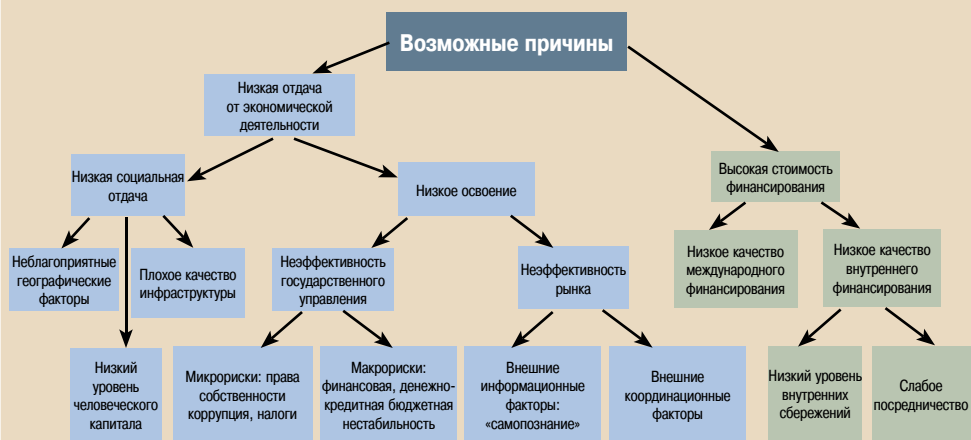 Возможные причины
Низкая отдача
от экономической
деятельности
Низкая социальная
отдача
Низкое освоение
Высокая стоимость
финансирования
Неблагоприятные
географические
факторы
Плохое качество
инфраструктуры
Неэффективность
государственного
управления
Неэффективность
рынка
Низкое качество
международного
финансирования
Низкое качество
внутреннего
финансирования
Низкий
уровень
человеческого
капитала
Микрориски: права
собственности
коррупция, налоги
Макрориски:
финансовая, денежно-
кредитная бюджетная
нестабильность
Внешние
информационные
факторы:
«самопознание»
Внешние
координационные
факторы
Низкий уровень
внутренних
сбережений
Слабое
посредничество